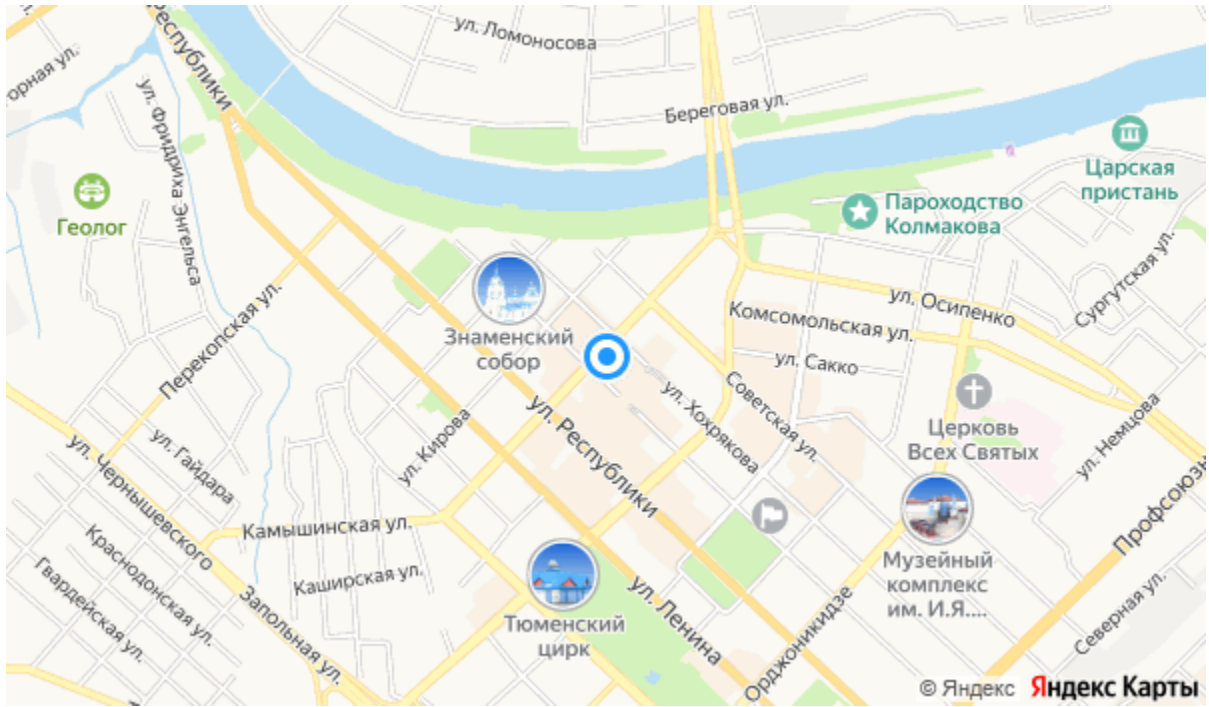 Республики
ул. Ломоносова
Береговая ул.
ул. Фридриха Энгельса
Геолог
Царская
пристань
Пароходство
Колмакова
Сургутская ул.
ул. Осипенко
Комсомольская ул.
ул. Сакко
Знаменский
собор
Перекопская ул.
ул. Кирова
ул. Республики
ул. Хохрякова
Советская ул.
Церковь
Всех Святых
ул. Немцова
ул. Гайдара
ул. Чернышевского
Камышинская ул.
Каширская ул.
Краснодонская ул.
Гвардейская ул.
Запольная ул.
Тюменский
цирк
ул. Ленина
Музейный
комплекс
им. И.Я....
Орджоникидзе
Профсоюзы
Северная ул.
© Яндекс Яндекс Карты